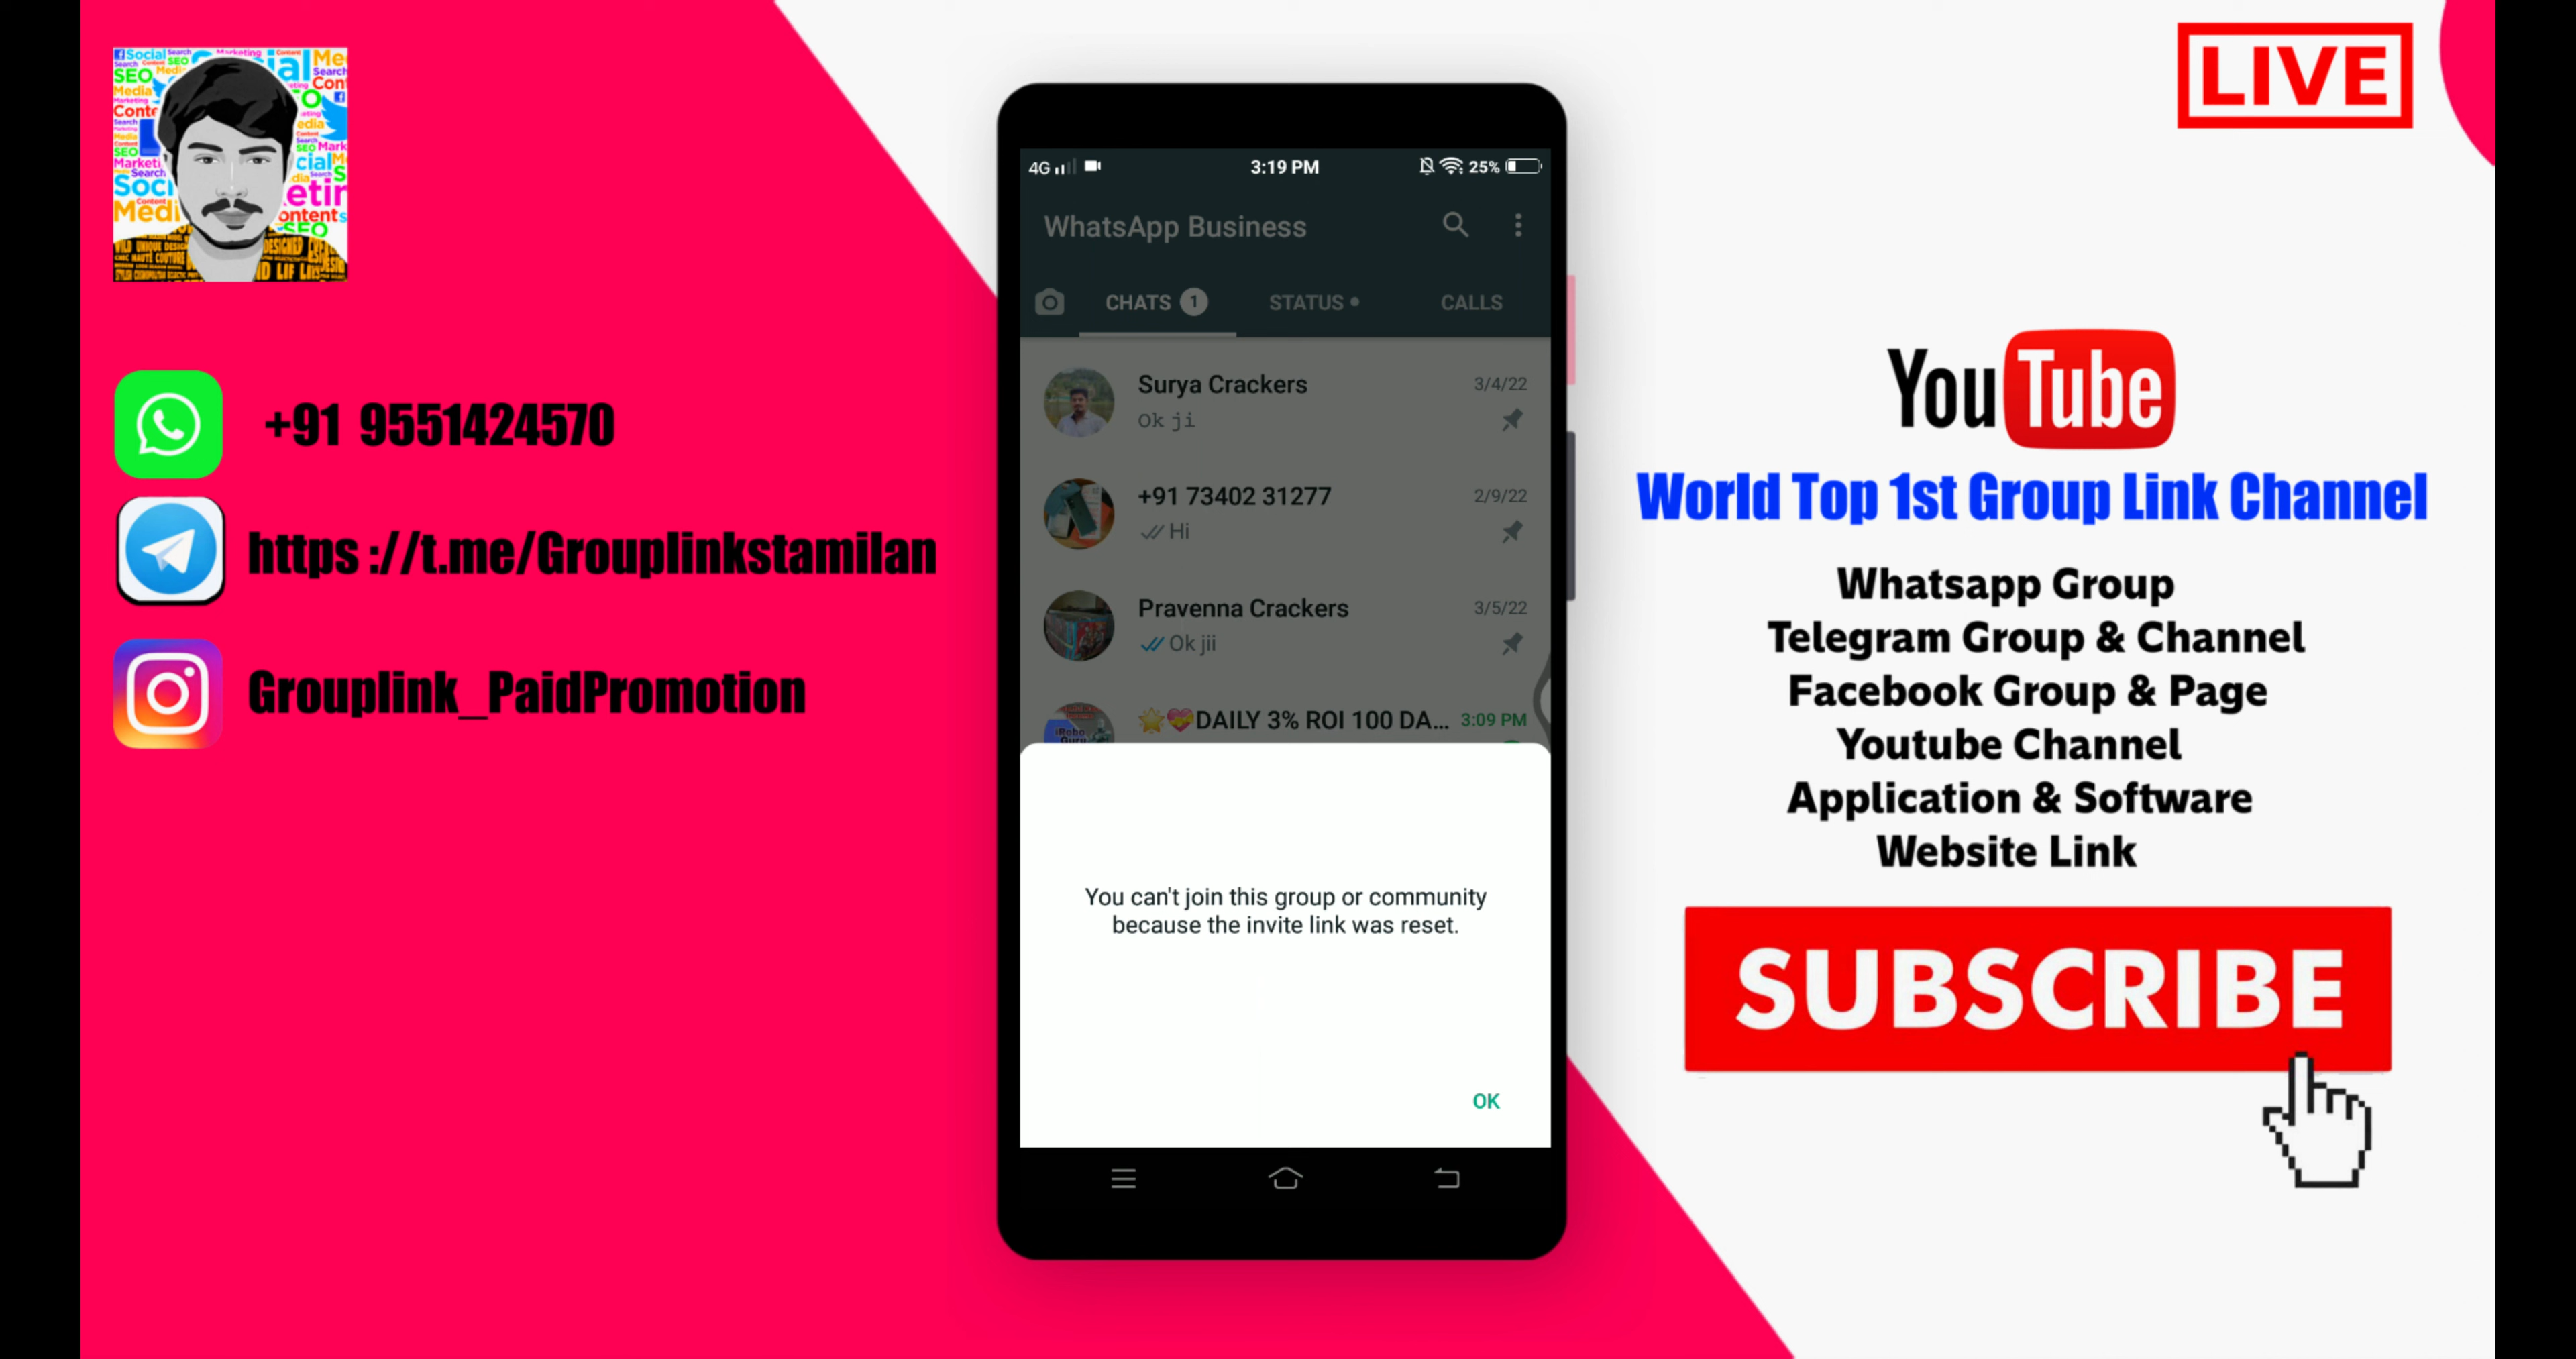 LIVE
+91 9551424570
https ://t.me/Grouplinkstamilan
Grouplink_PaidPromotion
4G
3:19 PM
25%
WhatsApp Business
CHATS 1
STATUS •
CALLS
Surya Crackers
3/4/22
Ok ji
+91 73402 31277
2/9/22
Hi
Pravenna Crackers
3/5/22
Ok jii
🌟💝DAILY 3% ROI 100 DA...
3:09 PM
You can't join this group or community
because the invite link was reset.
OK
YouTube
World Top 1st Group Link Channel
Whatsapp Group
Telegram Group & Channel
Facebook Group & Page
Youtube Channel
Application & Software
Website Link
SUBSCRIBE